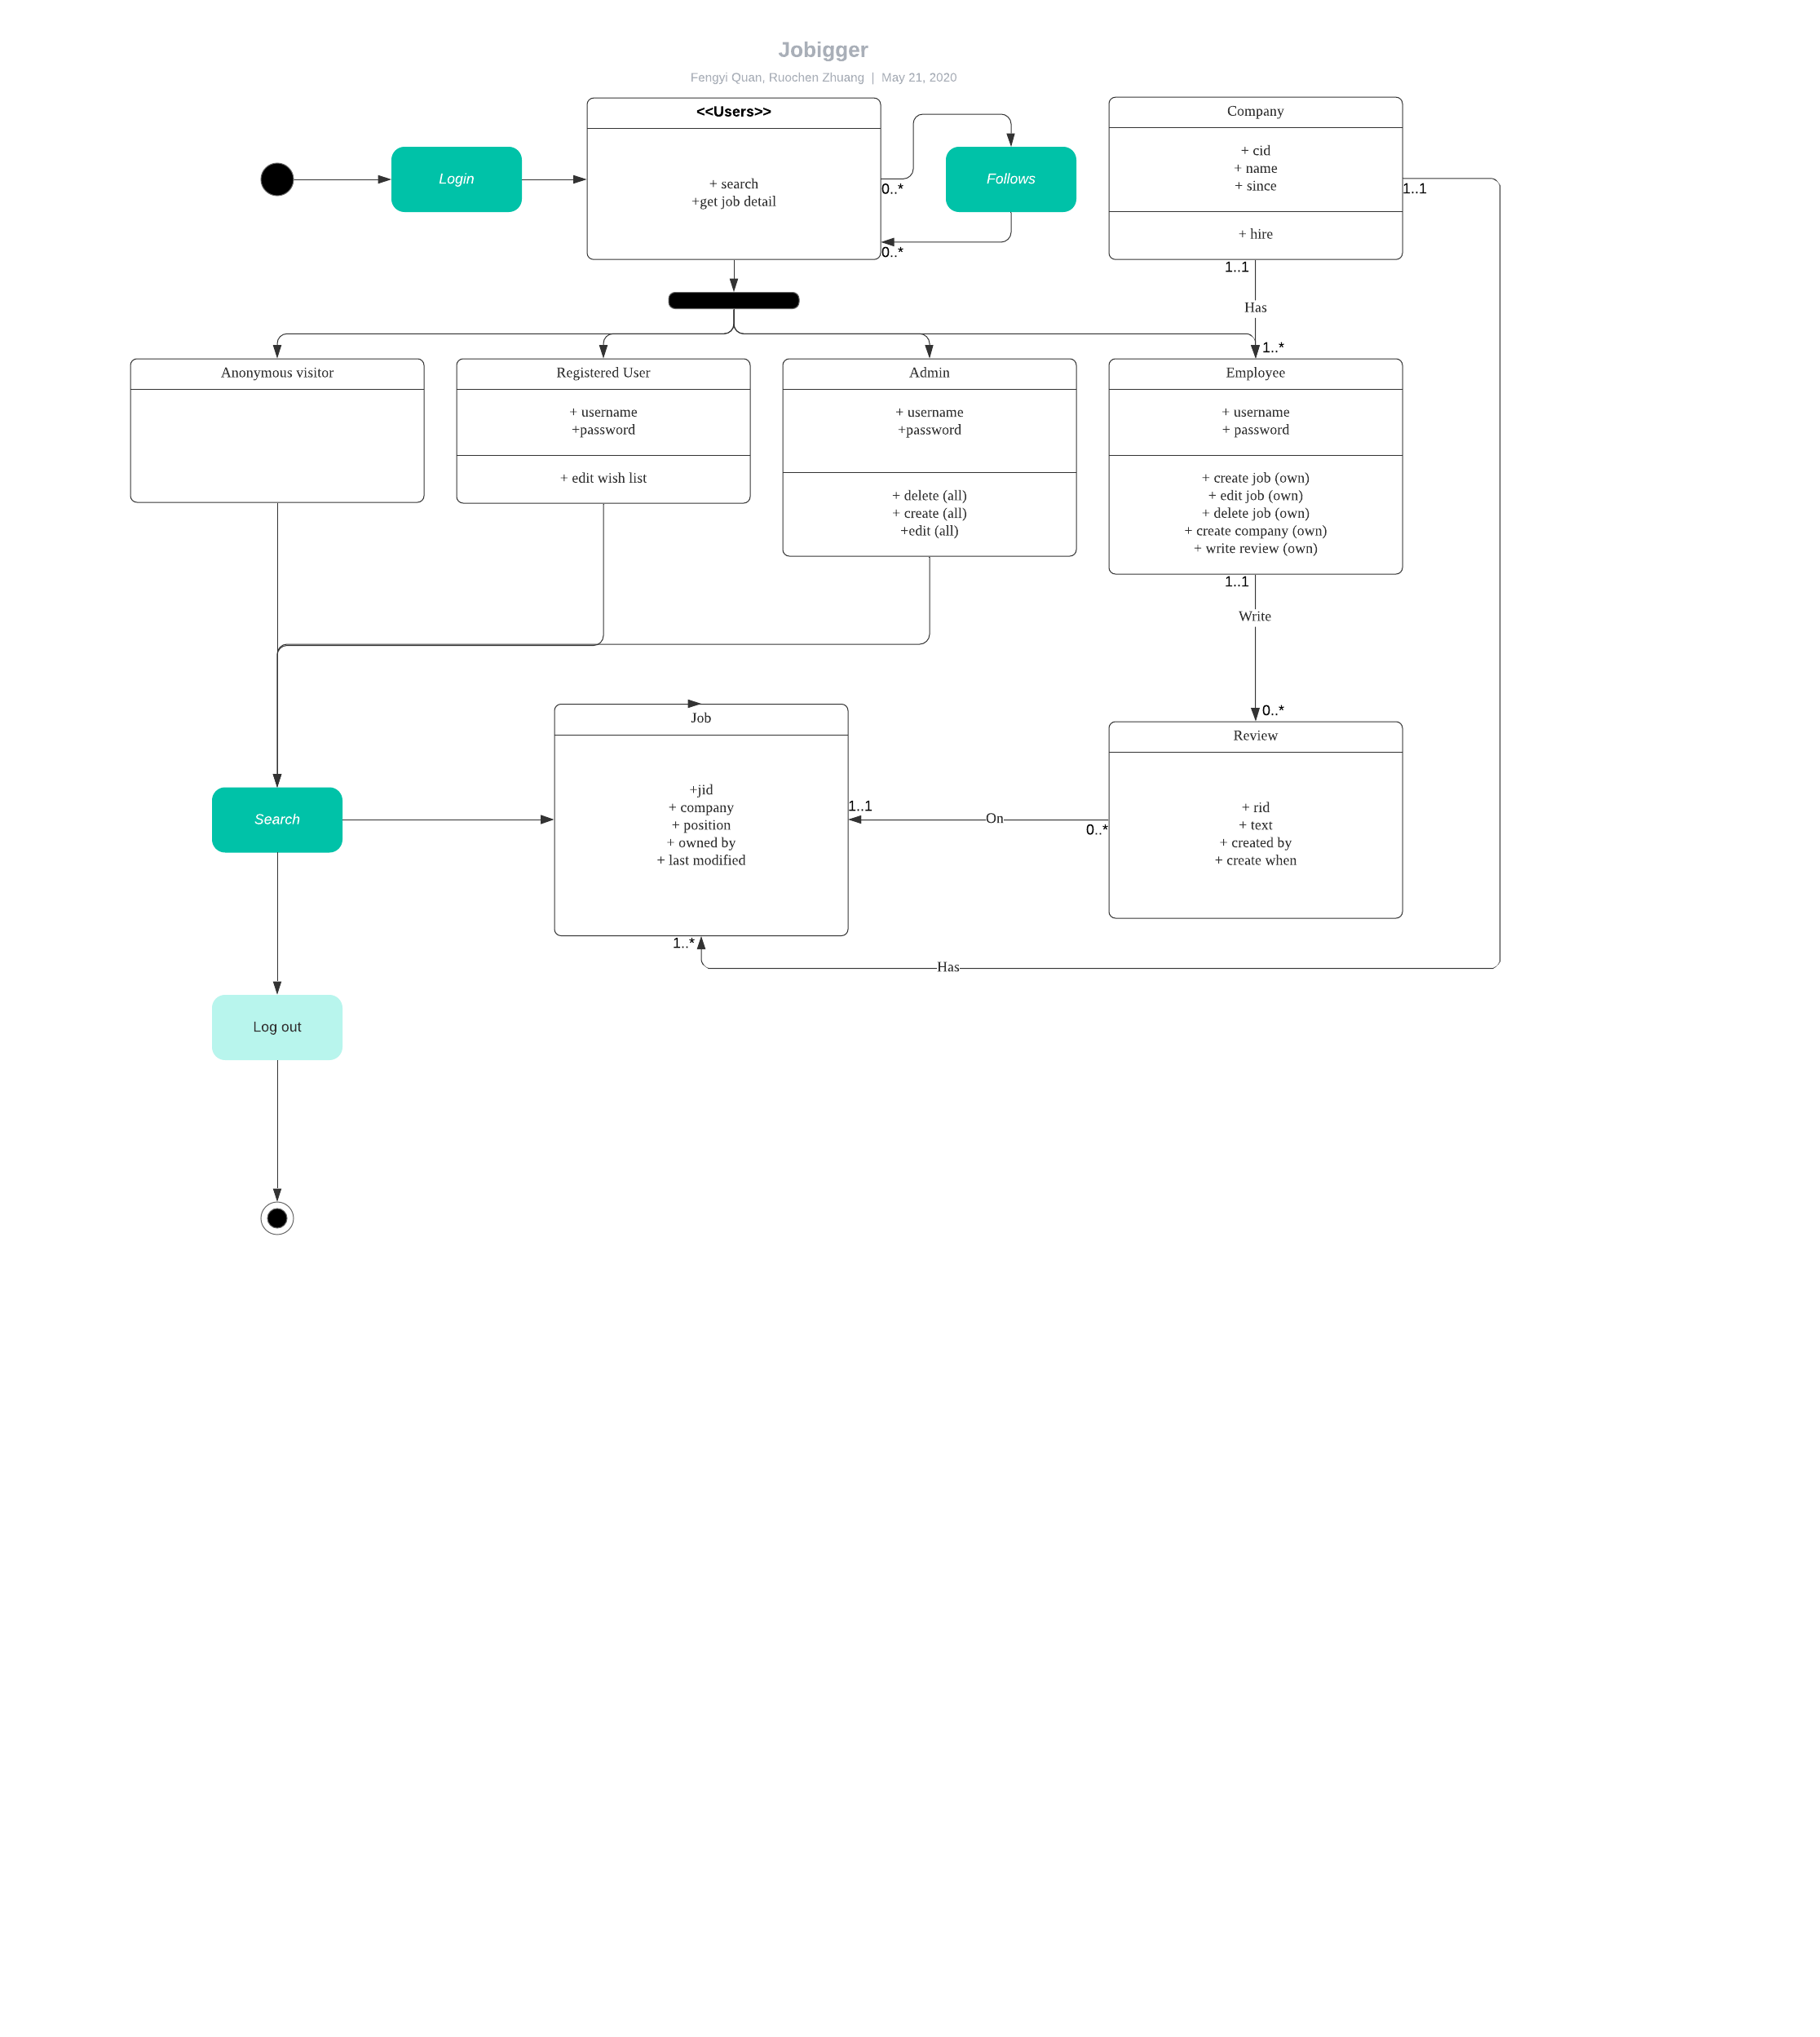 Jobigger
Fengyi Quan, Ruochen Zhuang | May 21, 2020
<<Users>>
+ search
+get job detail
Login
0..*
0..*
Follows
Company
+ cid
+ name
+ since
+ hire
1..1
1..1
Has
1..*
Anonymous visitor
Registered User
+ username
+password
+ edit wish list
Admin
+ username
+password
+ delete (all)
+ create (all)
+edit (all)
Employee
+ username
+ password
+ create job (own)
+ edit job (own)
+ delete job (own)
+ create company (own)
+ write review (own)
1..1
Write
0..*
Search
Job
+jid
+ company
+ position
+ owned by
+ last modified
1..1
On
0..*
Review
+ rid
+ text
+ created by
+ create when
1..*
Has
Log out